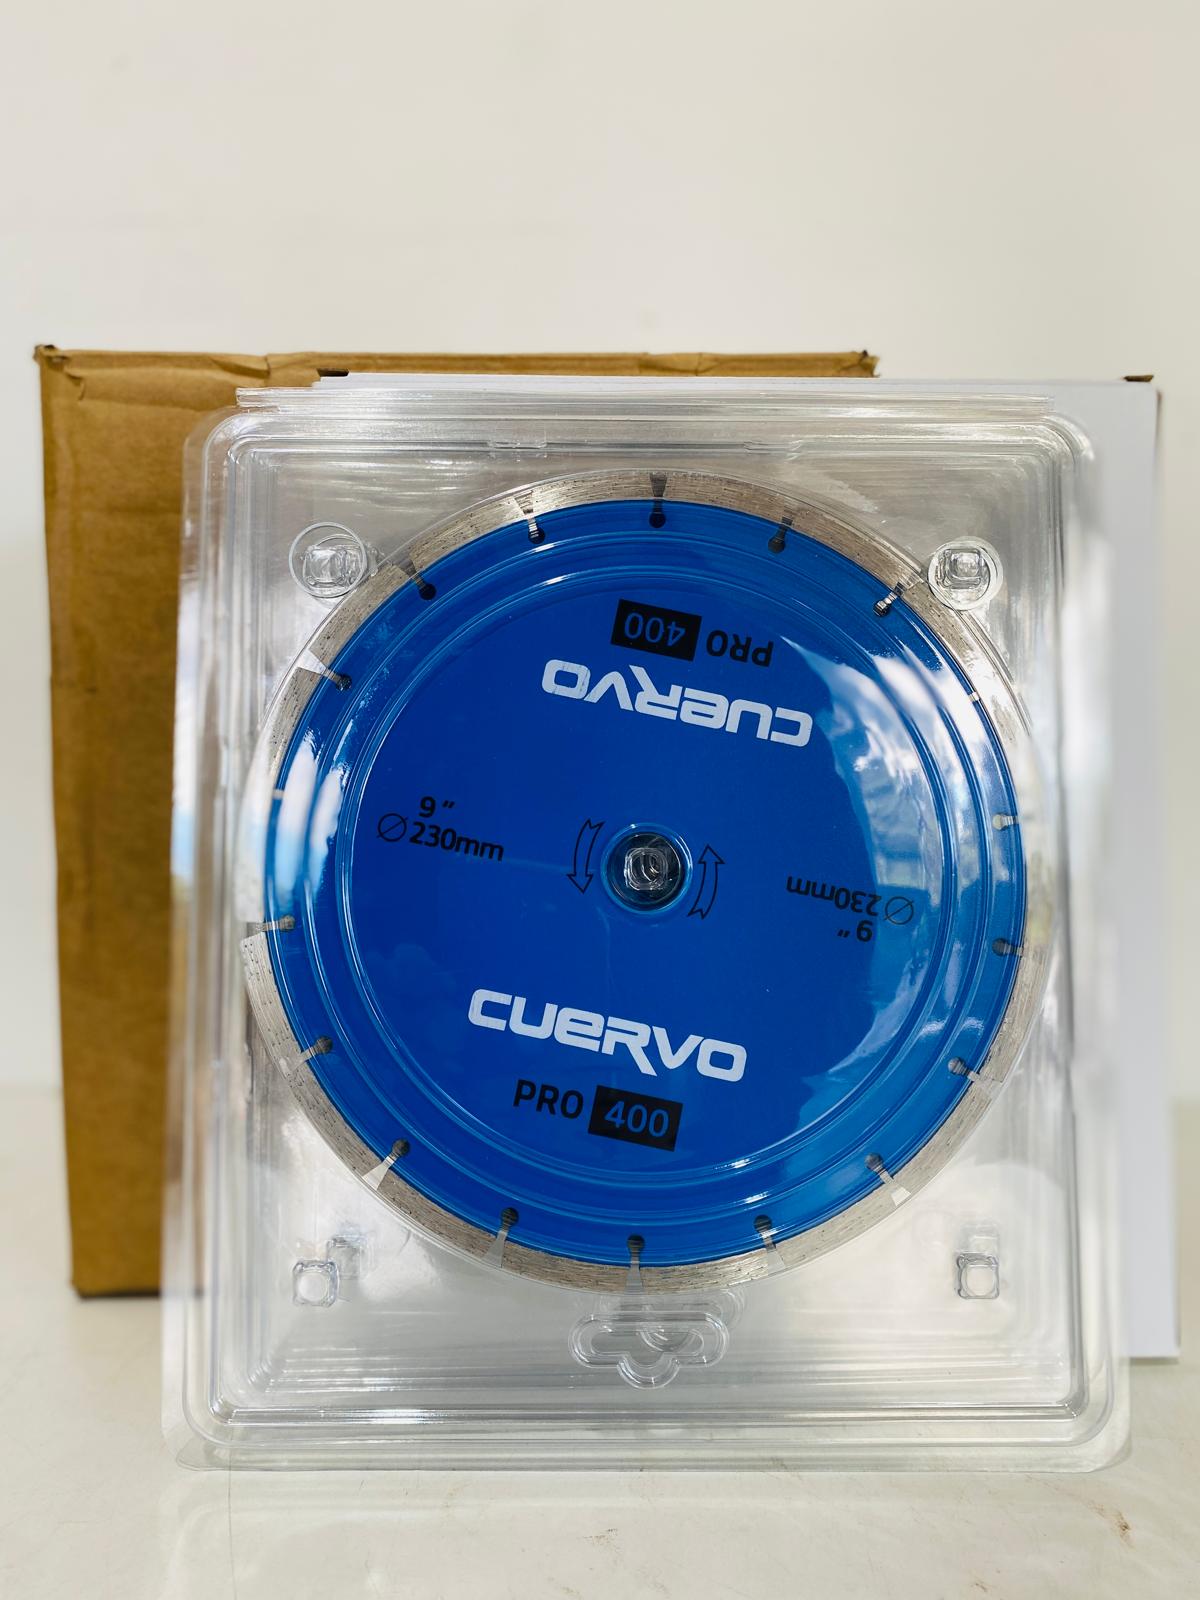 PRO 400
CUERVO
9"
Ø 230mm
Ø 230mm
9"
CUERVO
PRO 400